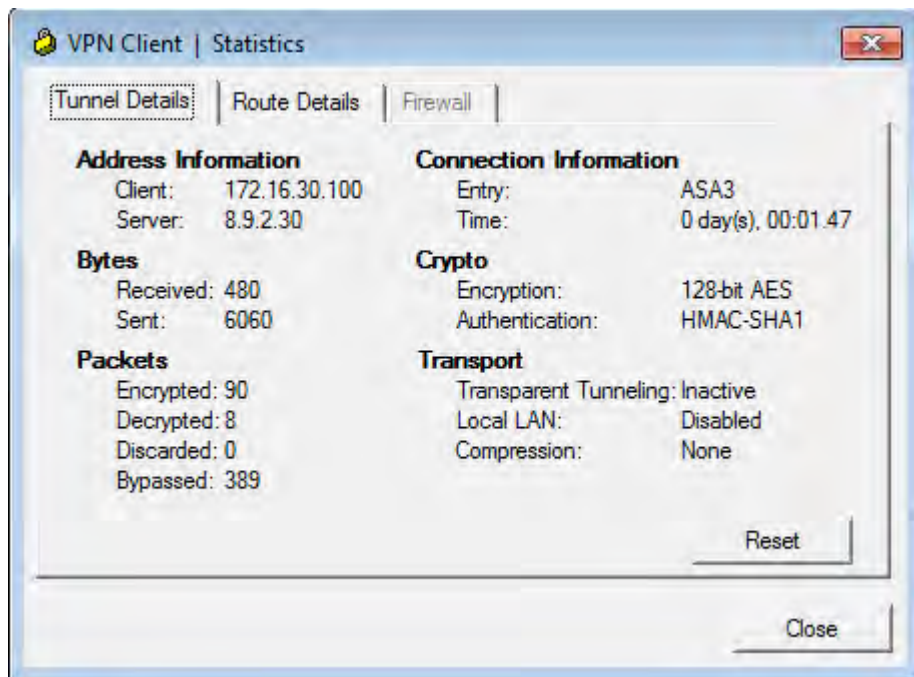 VPN Client | Statistics
Tunnel Details Route Details Firewall
Address Information
Client: 172.16.30.100
Server: 8.9.2.30
Connection Information
Entry: ASA3
Time: 0 day(s), 00:01.47
Bytes
Received: 480
Sent: 6060
Crypto
Encryption: 128-bit AES
Authentication: HMAC-SHA1
Packets
Encrypted: 90
Decrypted: 8
Discarded: 0
Bypassed: 389
Transport
Transparent Tunneling: Inactive
Local LAN: Disabled
Compression: None
Reset
Close